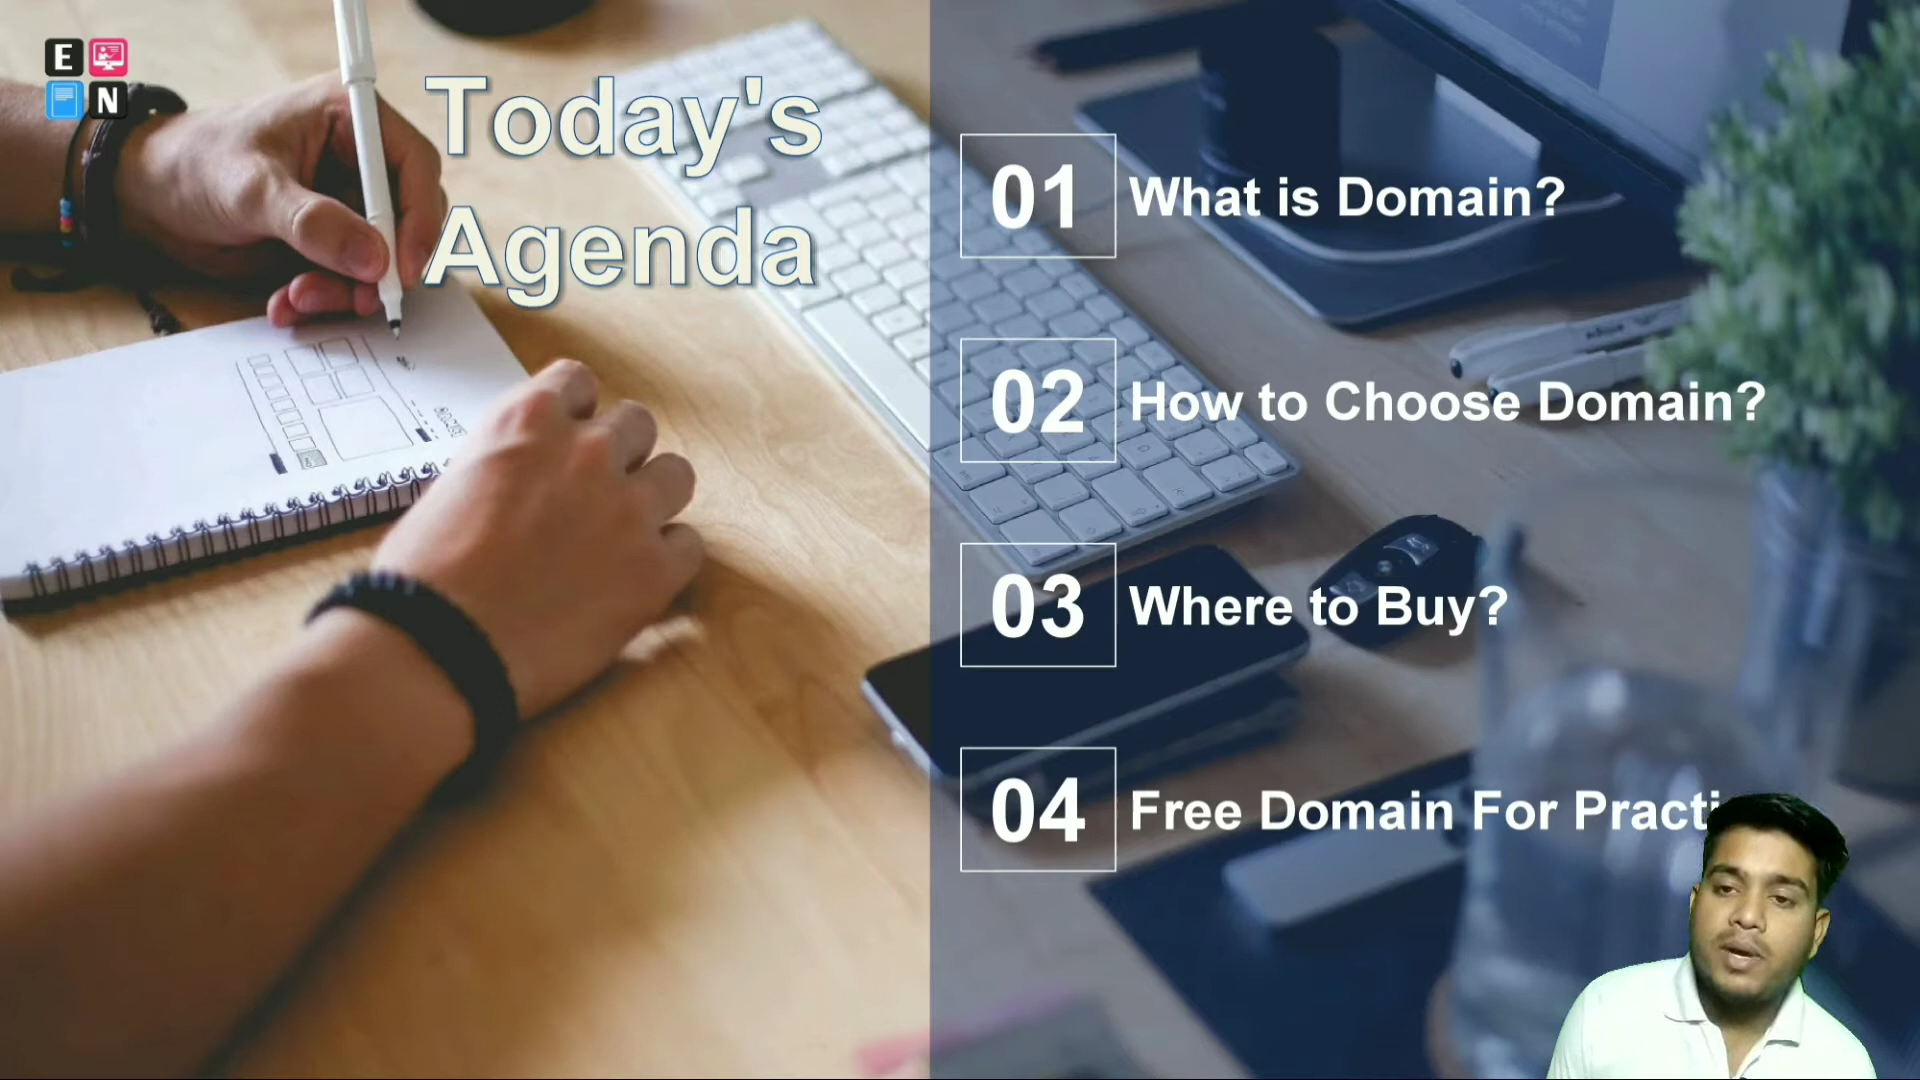 E
N
Today's
Agenda
01 What is Domain?
02 How to Choose Domain?
03 Where to Buy?
04 Free Domain For Practi